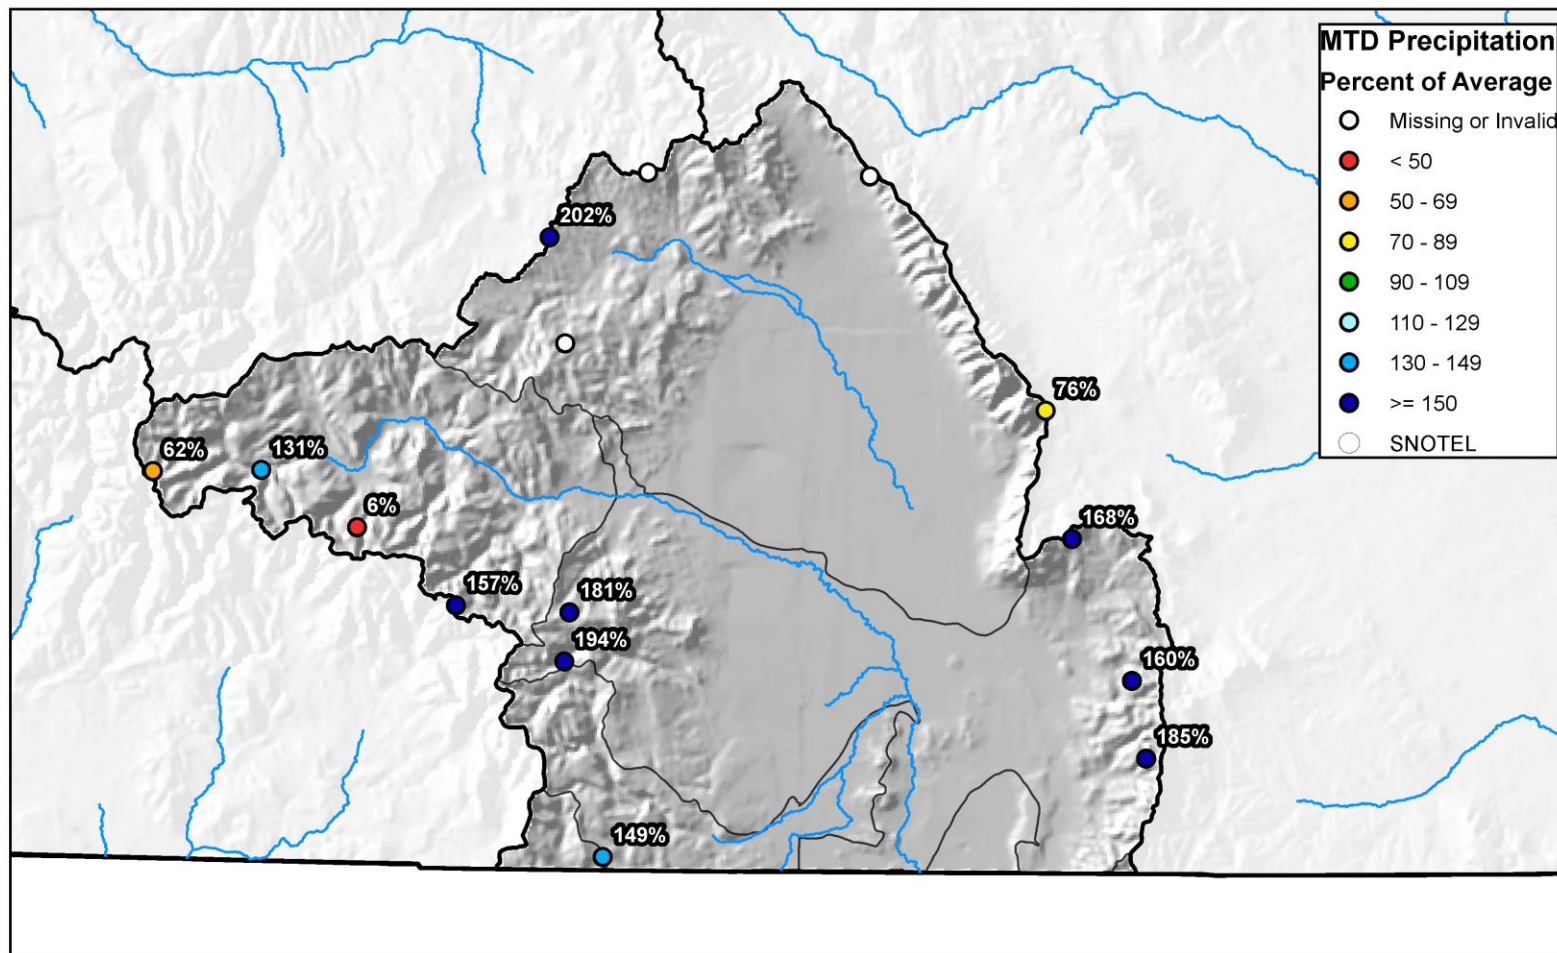 MTD Precipitation
Percent of Average
Missing or Invalid
< 50
50 - 69
70 - 89
90 - 109
110 - 129
130 - 149
>= 150
SNOTEL
202%
76%
62%
131%
6%
168%
157%
181%
194%
160%
185%
149%